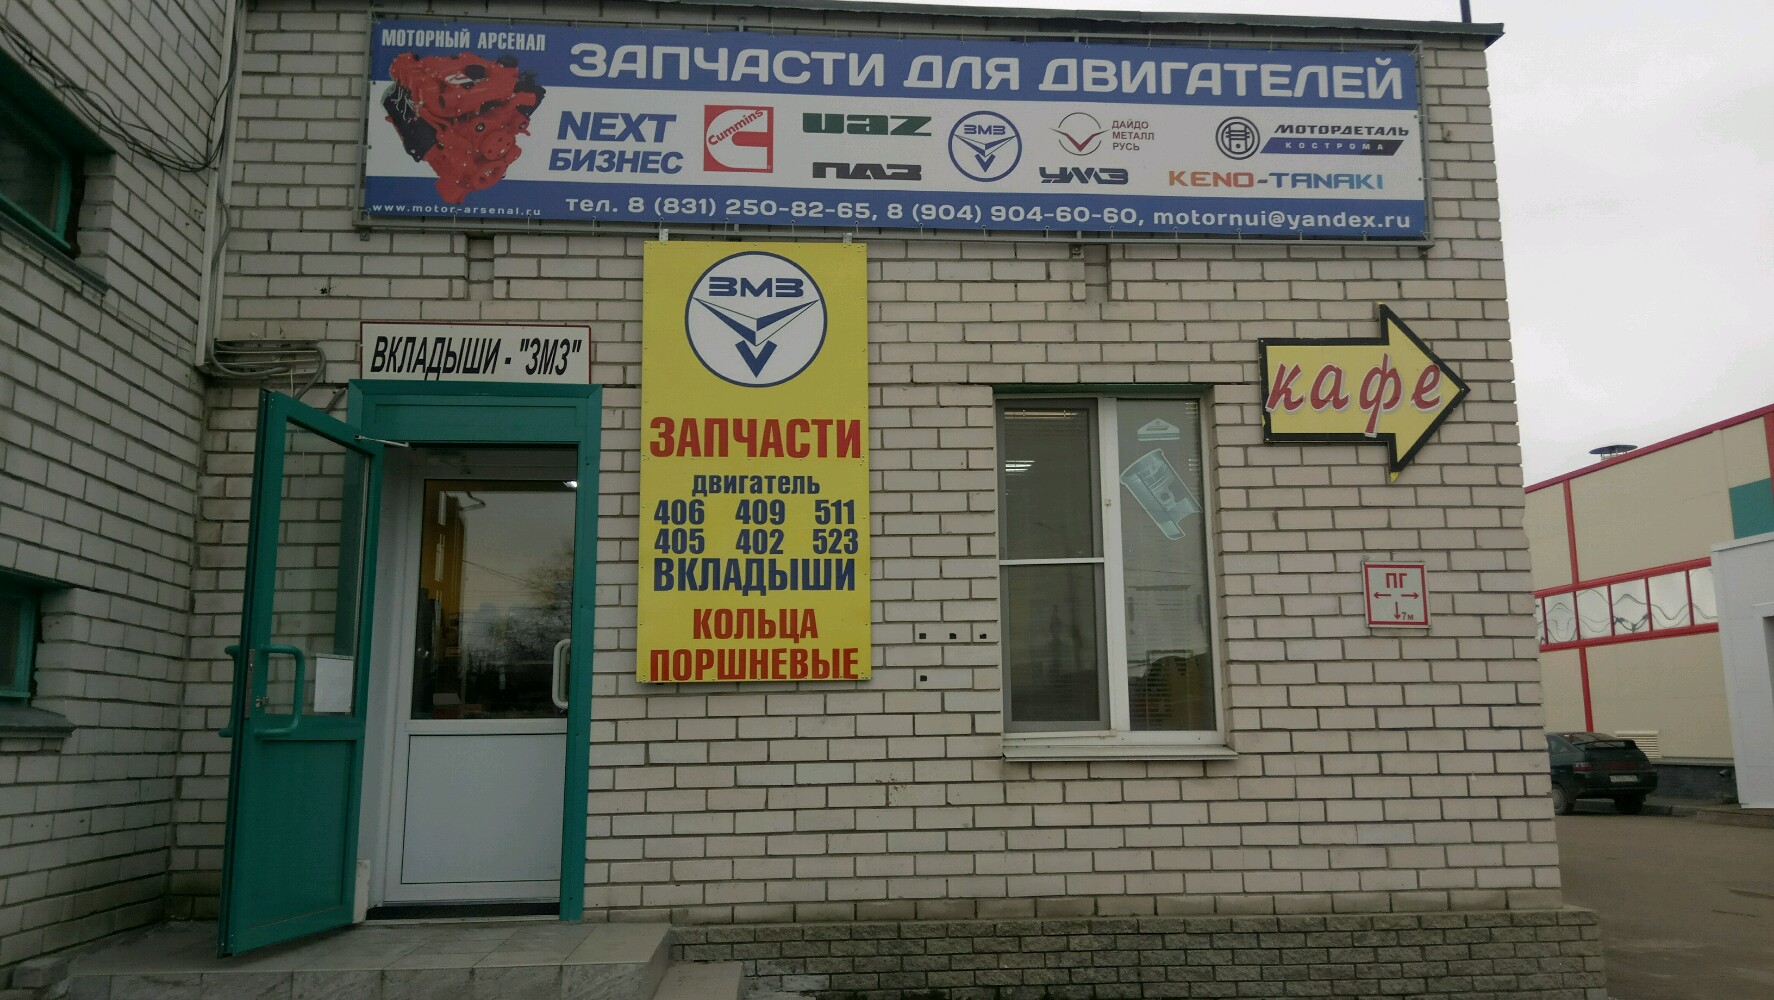 МОТОРНЫЙ АРСЕНАЛ
ЗАПЧАСТИ ДЛЯ ДВИГАТЕЛЕЙ
NEXT
БИЗНЕС
Cummins
UAZ
ПАЗ
ЗМЗ
ДАЙДО
МЕТАЛЛ
РУСЬ
УМЗ
МОТОРДЕТАЛЬ
КОСТРОМА
KENO-TANAKI
www.motor-arsenal.ru
тел. 8 (831) 250-82-65, 8 (904) 904-60-60, motornui@yandex.ru
ВКЛАДЫШИ - "ЗМЗ"
ЗМЗ
ЗАПЧАСТИ
двигатель
406 409 511
405 402 523
ВКЛАДЫШИ
КОЛЬЦА
ПОРШНЕВЫЕ
кафе
ПГ
7м